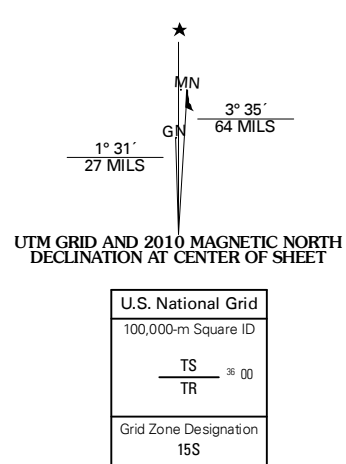 MN
GN
3° 35´
64 MILS
1° 31´
27 MILS
UTM GRID AND 2010 MAGNETIC NORTH
DECLINATION AT CENTER OF SHEET
U.S. National Grid
100,000-m Square ID
TS
36 00
TR
Grid Zone Designation
15S